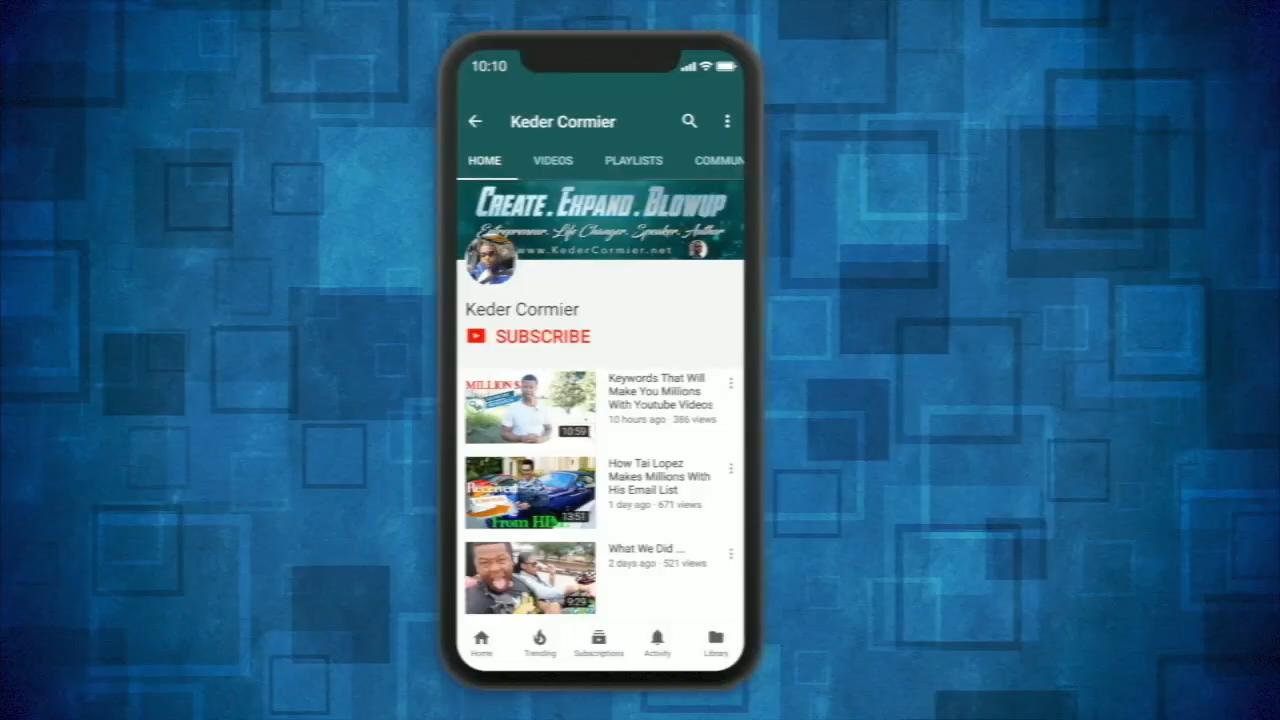 10:10
Keder Cormier
HOME VIDEOS PLAYLISTS COMMUN
CREATE. EXPAND. BLOWUP
Entrepreneur. Life Changer. Speaker. Author
www.KederCormier.net
Keder Cormier
SUBSCRIBE
MILLION S
10:59
Keywords That Will
Make You Millions
With Youtube Videos
10 hours ago · 386 views
From HIM
13:51
How Tai Lopez
Makes Millions With
His Email List
1 day ago · 671 views
9:29
What We Did ...
2 days ago · 521 views
Home Trending Subscriptions Activity Library